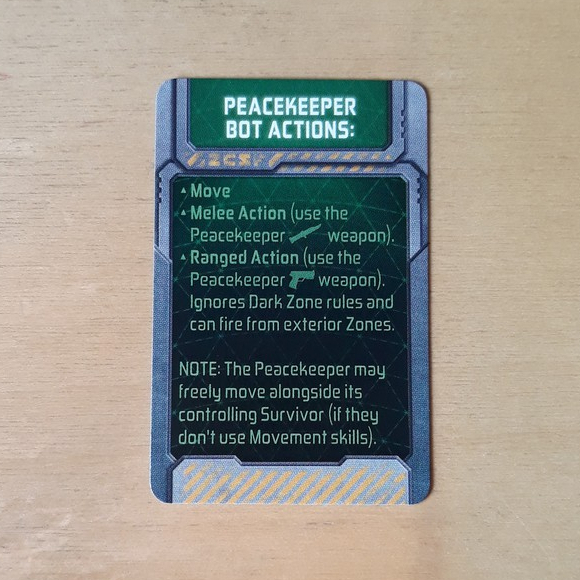 PEACEKEEPER
BOT ACTIONS:
ZCS
▲ Move
▲ Melee Action (use the
Peacekeeper weapon).
▲ Ranged Action (use the
Peacekeeper weapon).
Ignores Dark Zone rules and
can fire from exterior Zones.
NOTE: The Peacekeeper may
freely move alongside its
controlling Survivor (if they
don't use Movement skills).